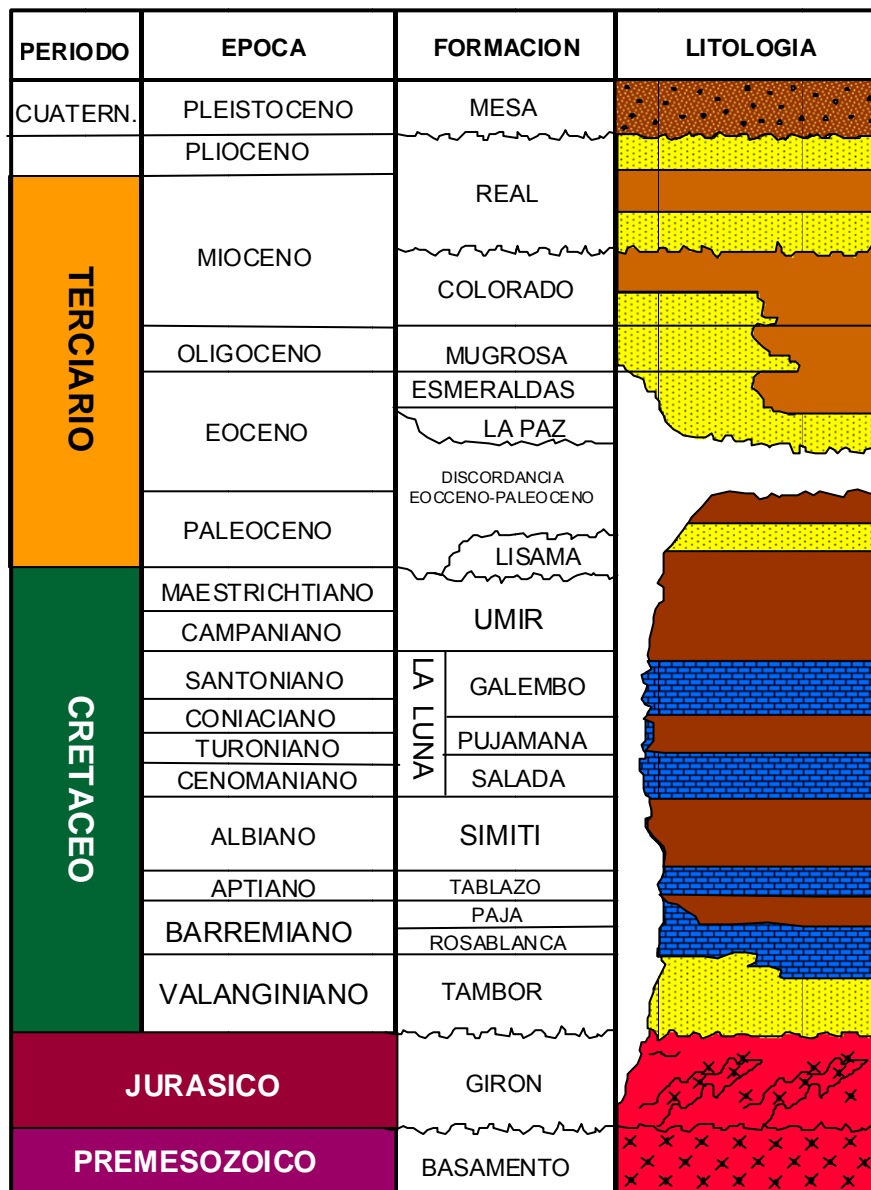 PERIODO EPOCA FORMACION LITOLOGIA
CUATERN. PLEISTOCENO MESA
PLIOCENO
REAL
TERCIARIO
MIOCENO
COLORADO
OLIGOCENO MUGROSA
ESMERALDAS
EOCENO
LA PAZ
DISCORDANCIA
EOCCENO-PALEOCENO
PALEOCENO
LISAMA
CRETACEO
MAESTRICHTIANO
UMIR
CAMPANIANO
LA LUNA
SANTONIANO GALEMBO
CONIACIANO
TURONIANO PUJAMANA
CENOMANIANO SALADA
ALBIANO SIMITI
APTIANO TABLAZO
PAJA
BARREMIANO
ROSABLANCA
VALANGINIANO TAMBOR
JURASICO GIRON
PREMESOZOICO BASAMENTO